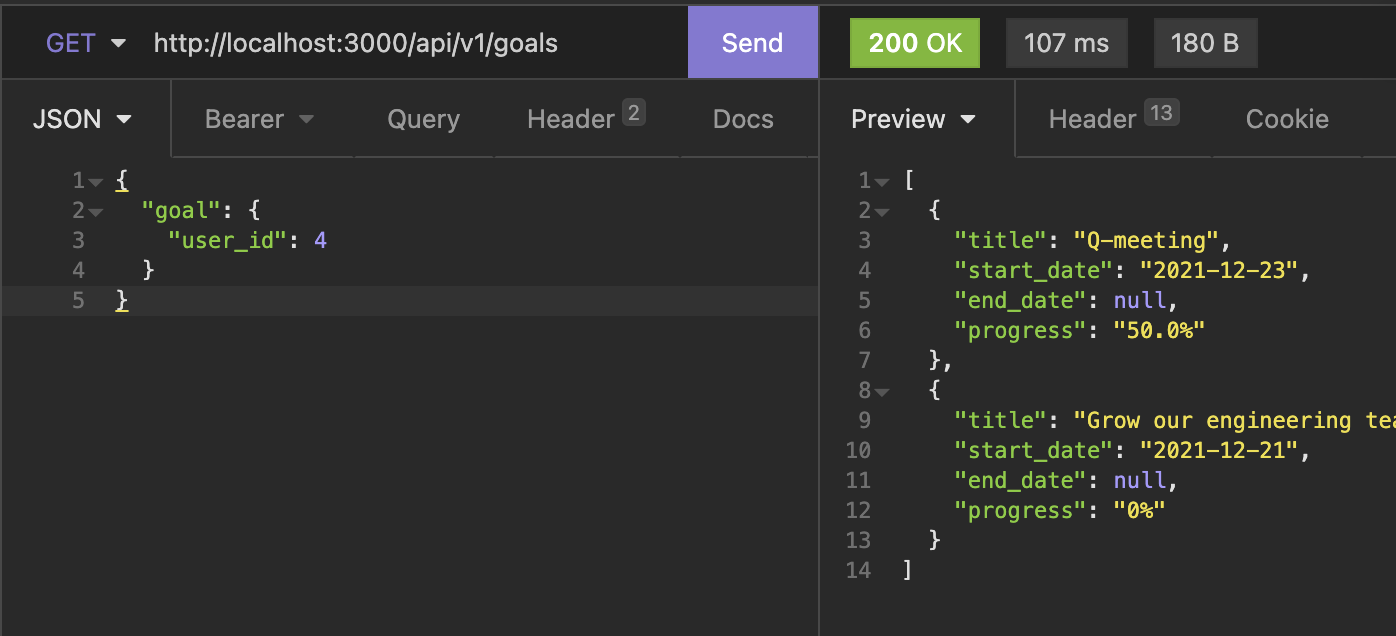 GET http://localhost:3000/api/v1/goals Send 200 OK 107 ms 180 B
JSON Bearer Query Header 2 Docs Preview Header 13 Cookie
1 {
2 "goal": {
3 "user_id": 4
4 }
5 }
1 [
2 {
3 "title": "Q-meeting",
4 "start_date": "2021-12-23",
5 "end_date": null,
6 "progress": "50.0%"
7 },
8 {
9 "title": "Grow our engineering
10 "start_date": "2021-12-21",
11 "end_date": null,
12 "progress": "0%"
13 }
14 ]